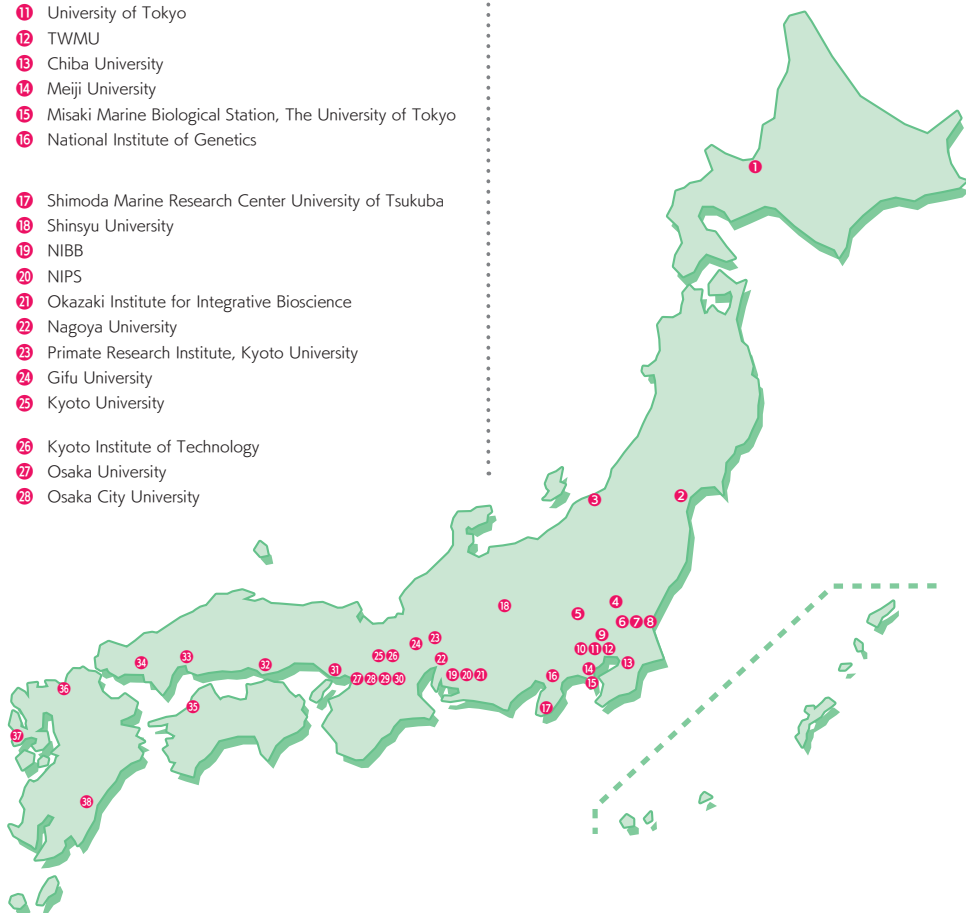 11 University of Tokyo
12 TWMU
13 Chiba University
14 Meiji University
15 Misaki Marine Biological Station, The University of Tokyo
16 National Institute of Genetics
17 Shimoda Marine Research Center University of Tsukuba
18 Shinsyu University
19 NIBB
20 NIPS
21 Okazaki Institute for Integrative Bioscience
22 Nagoya University
23 Primate Research Institute, Kyoto University
24 Gifu University
25 Kyoto University
26 Kyoto Institute of Technology
27 Osaka University
28 Osaka City University
1
2
3
4
18
5
6 7 8
9
23
24
10 11 12
25 26
33
22
13
34
32
31
14
19 20 21
16
27 28 29 30
15
36
35
17
37
38